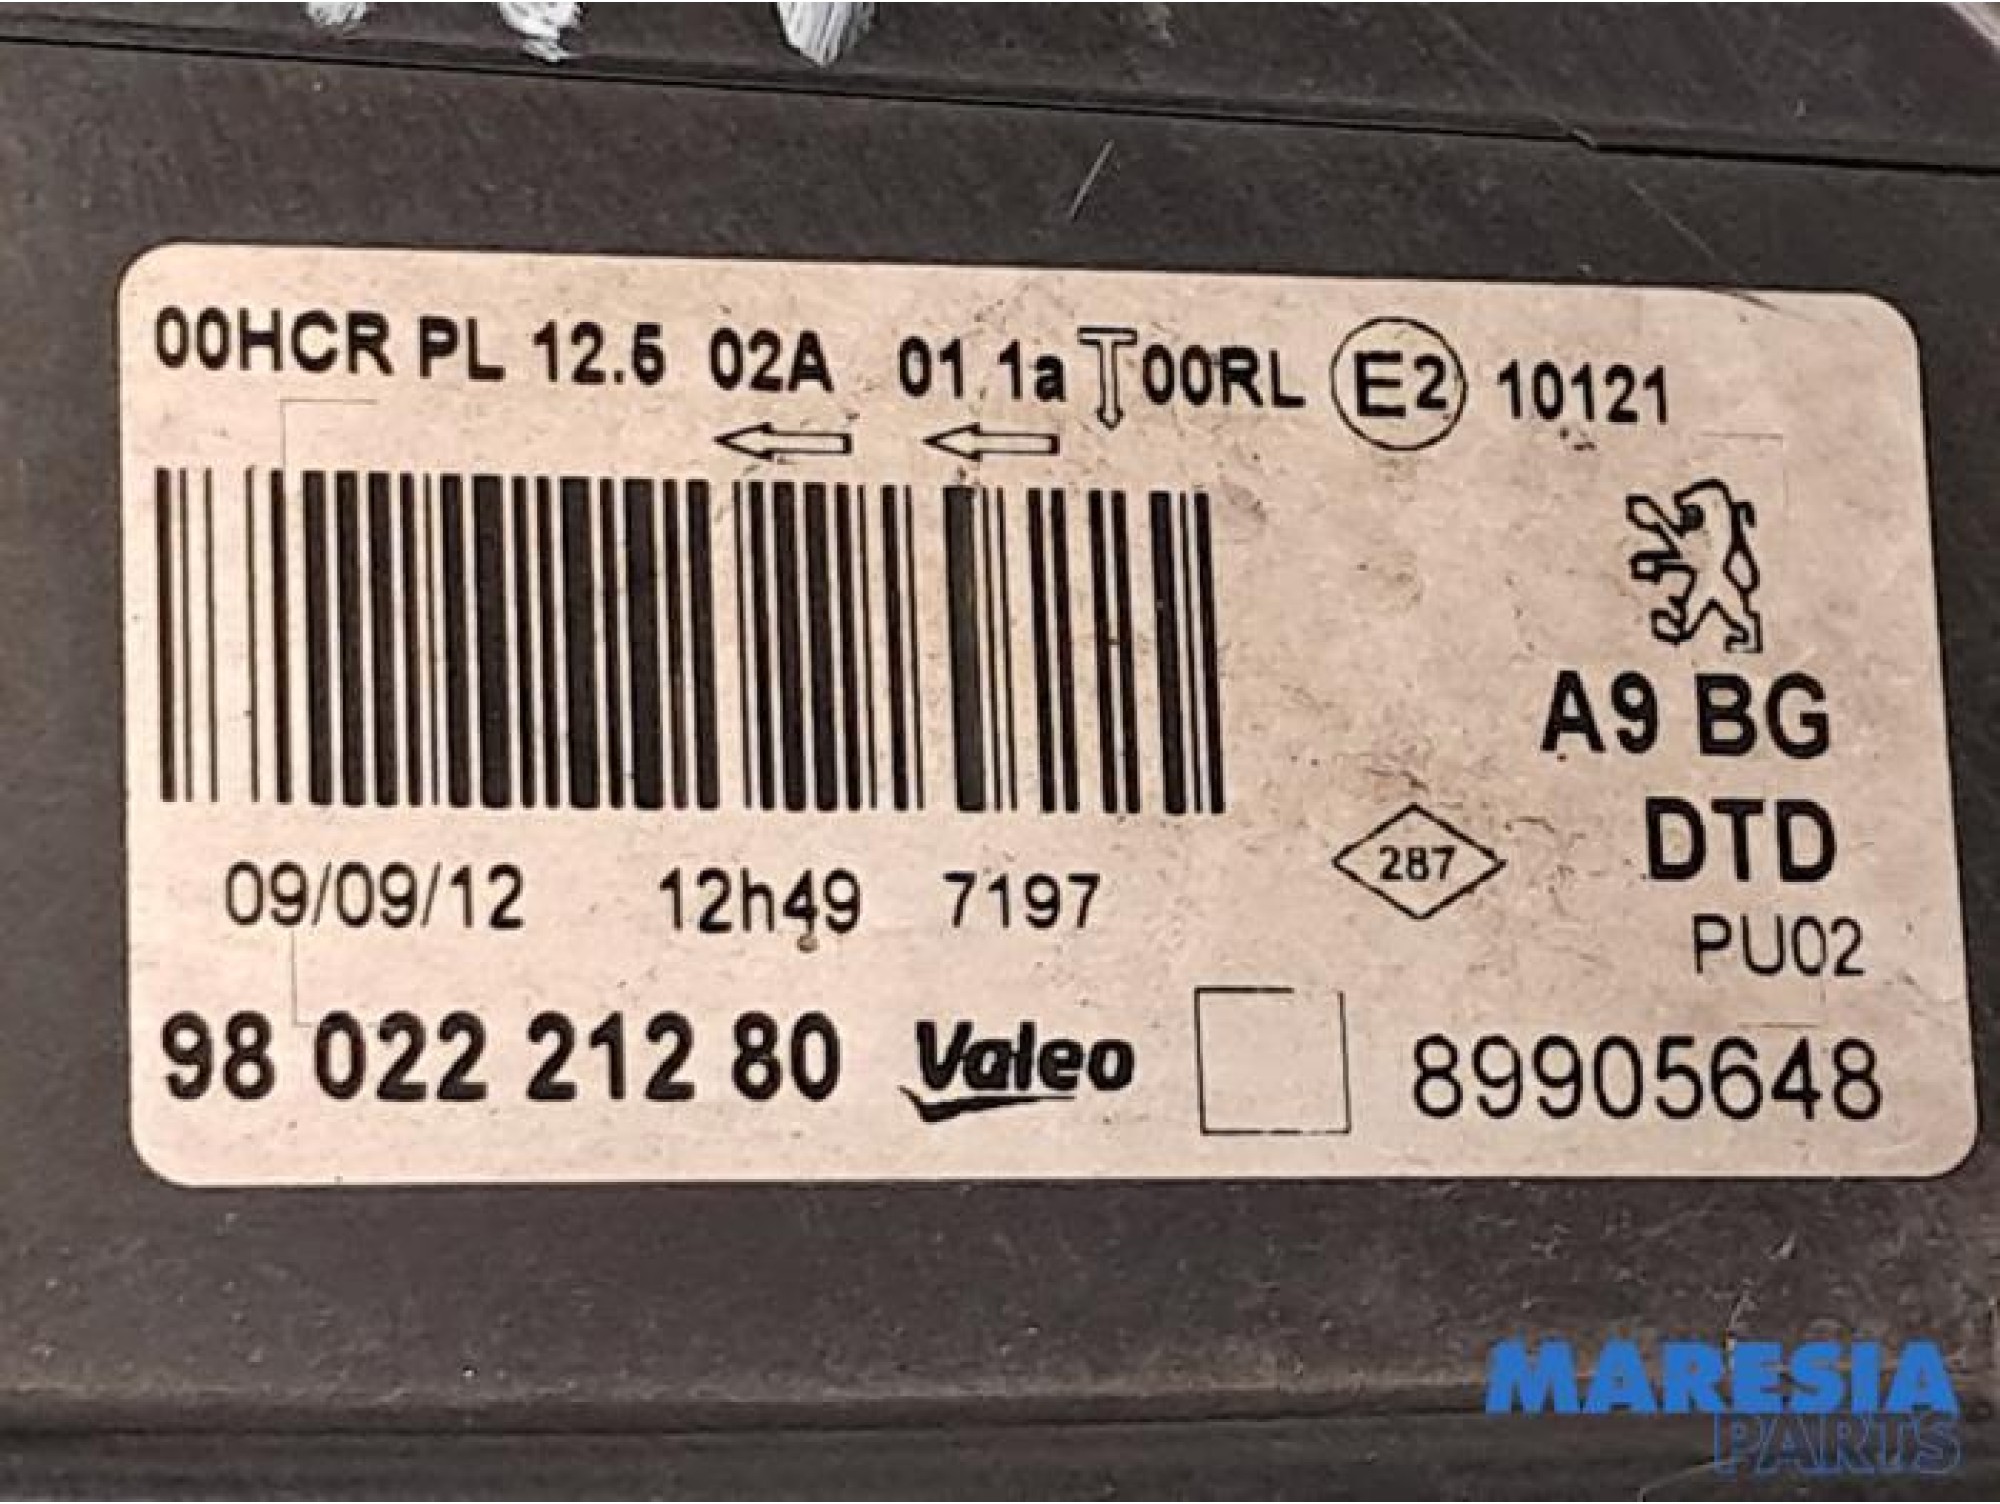 00HCR PL 12.5 02A 01 1a 00RL E2 10121
A9 BG
DTD
287
PU02
09/09/12 12h49 7197
98 022 212 80 Valeo 89905648
MARESIA
PARTS